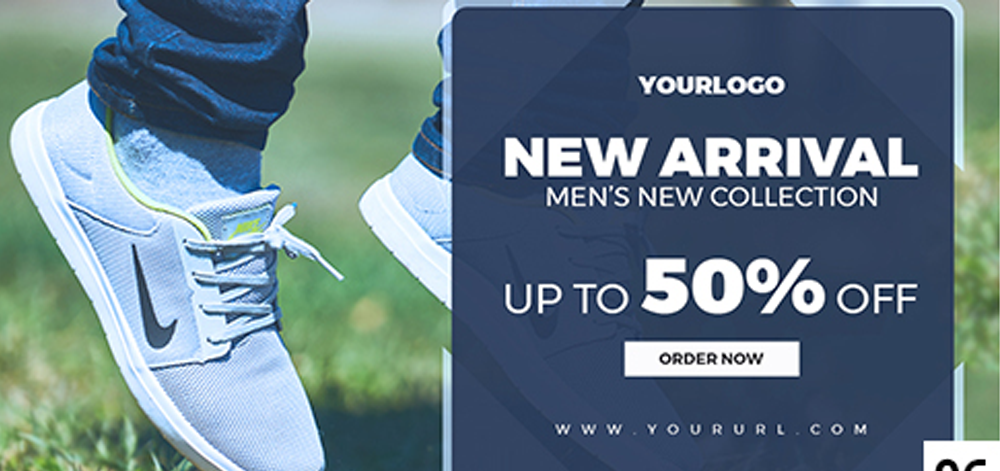 YOURLOGO
NEW ARRIVAL
MEN'S NEW COLLECTION
UP TO 50% OFF
ORDER NOW
WWW.YOURURL.COM